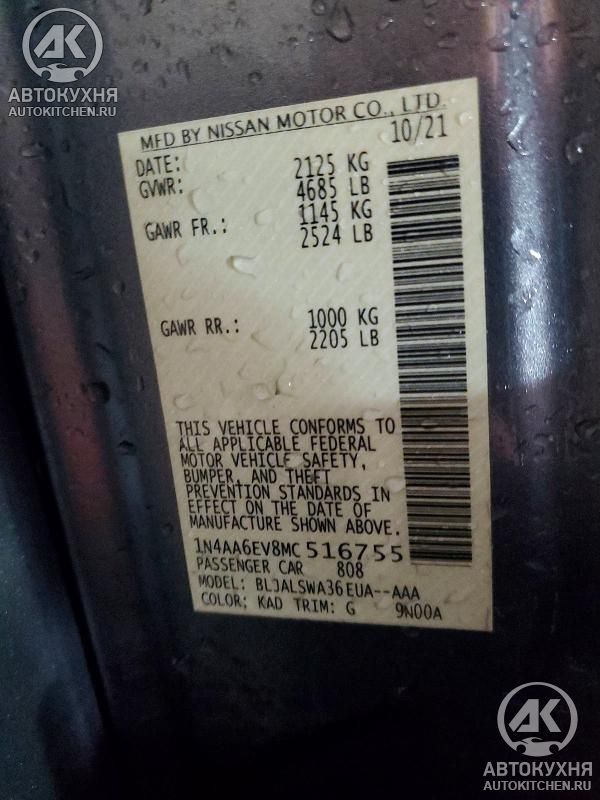 AK
АВТОКУХНЯ
AUTOKITCHEN.RU
MFD BY NISSAN MOTOR CO., LTD.
DATE: 10/21
GVWR: 2125 KG
4685 LB
GAWR FR.: 1145 KG
2524 LB
GAWR RR.: 1000 KG
2205 LB
THIS VEHICLE CONFORMS TO
ALL APPLICABLE FEDERAL
MOTOR VEHICLE SAFETY,
BUMPER, AND THEFT
PREVENTION STANDARDS IN
EFFECT ON THE DATE OF
MANUFACTURE SHOWN ABOVE.
1N4AA6EV8MC516755
PASSENGER CAR 808
MODEL: BLJALSWA36EUA--AAA
COLOR; KAD TRIM: G 9N00A
AK
АВТОКУХНЯ
AUTOKITCHEN.RU